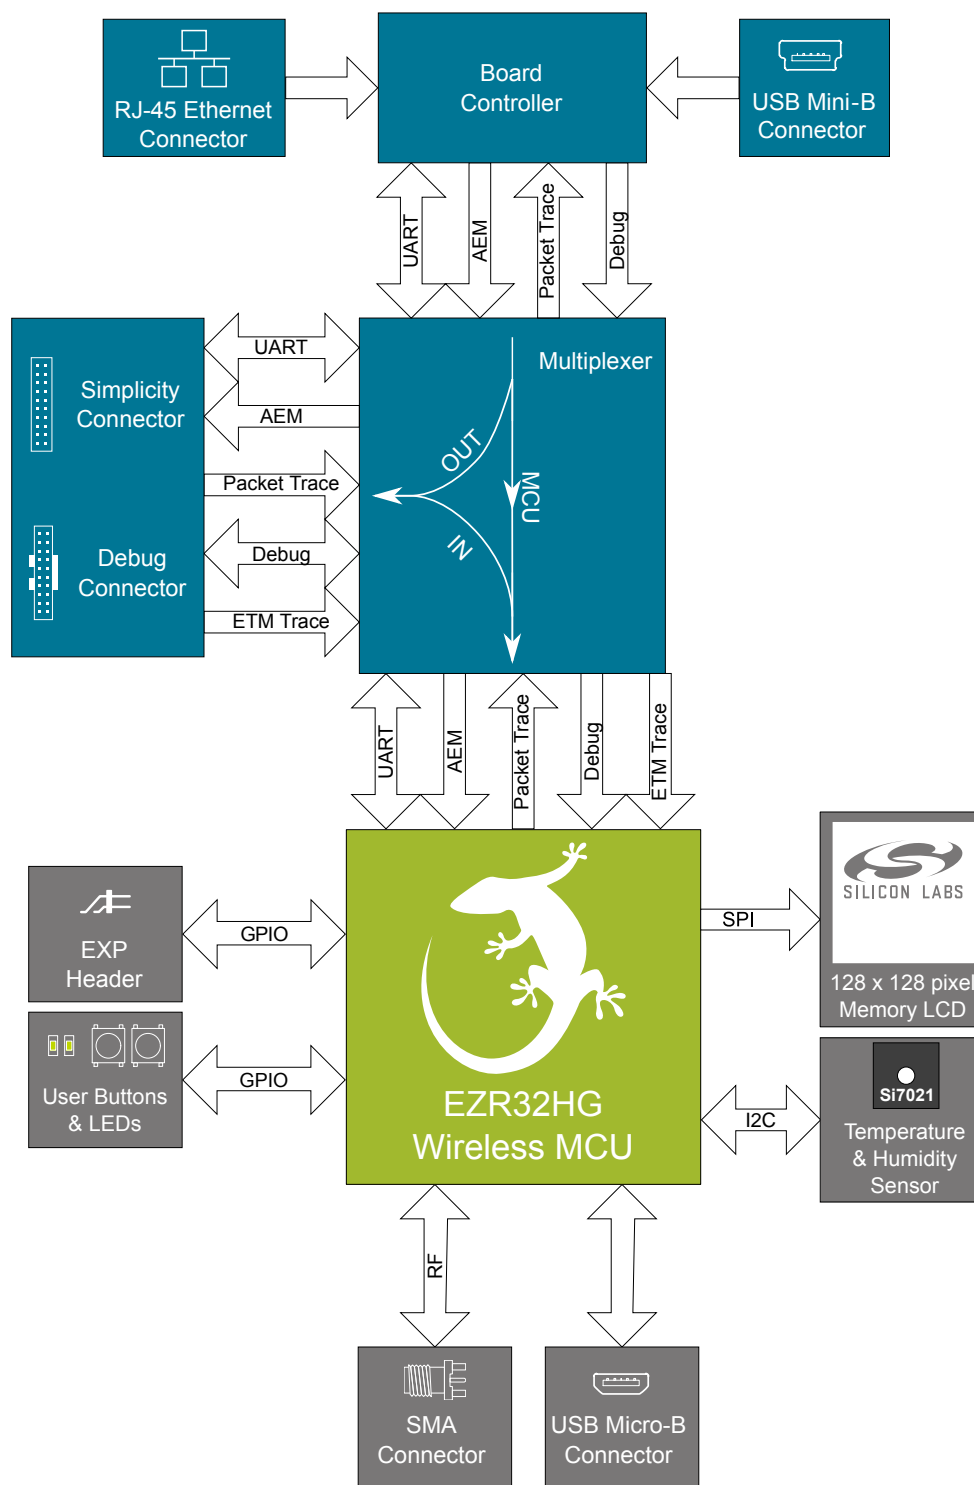 RJ-45 Ethernet
Connector
Board
Controller
USB Mini-B
Connector
UART
AEM
Packet Trace
Debug
Simplicity
Connector
Debug
Connector
UART
AEM
Packet Trace
Debug
ETM Trace
Multiplexer
OUT
MCU
IN
UART
AEM
Packet Trace
Debug
ETM Trace
EXP
Header
GPIO
User Buttons
& LEDs
GPIO
EZR32HG
Wireless MCU
SPI
SILICON LABS
128 x 128 pixel
Memory LCD
I2C
Si7021
Temperature
& Humidity
Sensor
RF
SMA
Connector
USB Micro-B
Connector